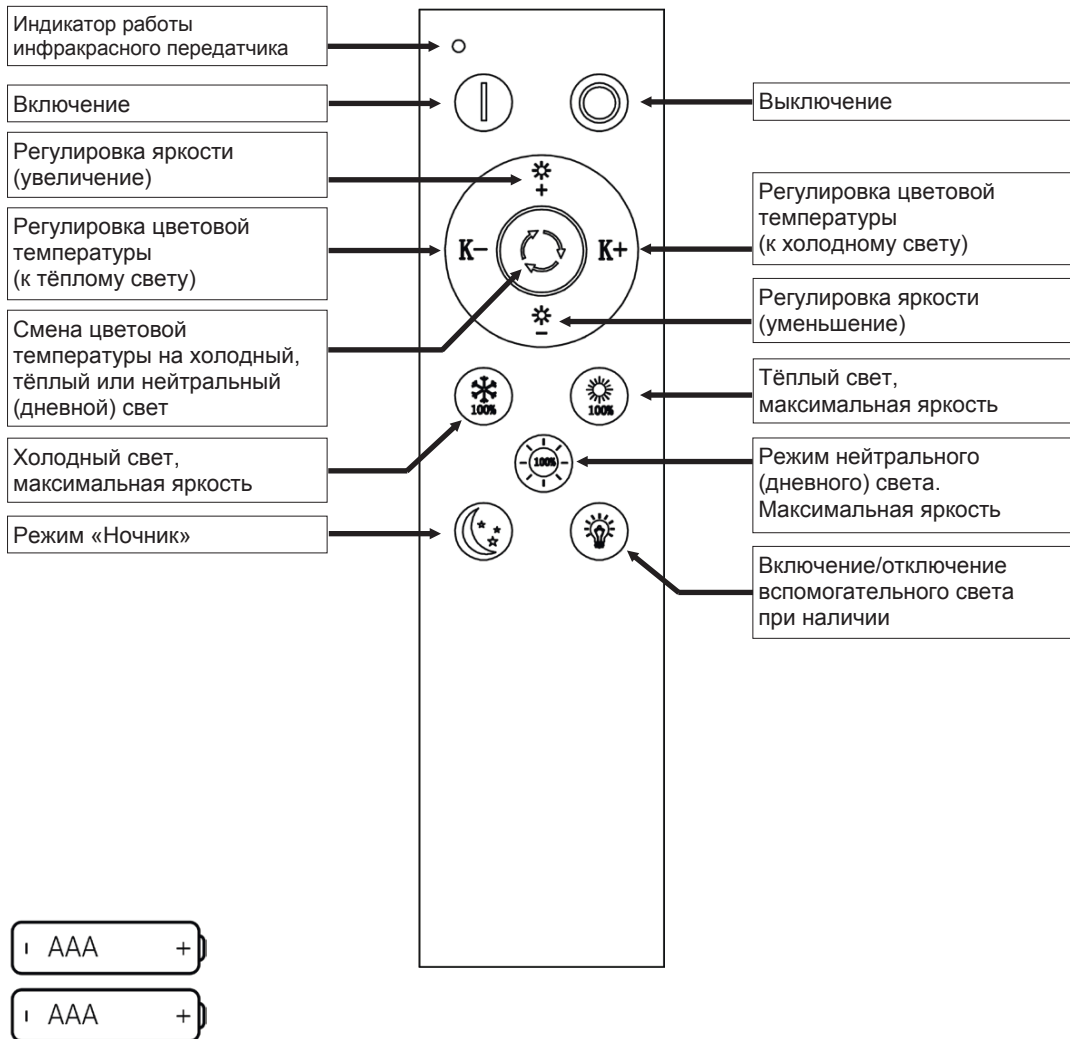 Индикатор работы
инфракрасного передатчика
Включение
Выключение
Регулировка яркости
(увеличение)
+
Регулировка цветовой
температуры
(к тёплому свету)
K−
K+
Регулировка цветовой
температуры
(к холодному свету)
Регулировка яркости
(уменьшение)
−
Смена цветовой
температуры на холодный,
тёплый или нейтральный
(дневной) свет
100%
100%
Тёплый свет,
максимальная яркость
Холодный свет,
максимальная яркость
100%
Режим нейтрального
(дневного) света.
Максимальная яркость
Режим «Ночник»
Включение/отключение
вспомогательного света
при наличии
- AAA +
- AAA +